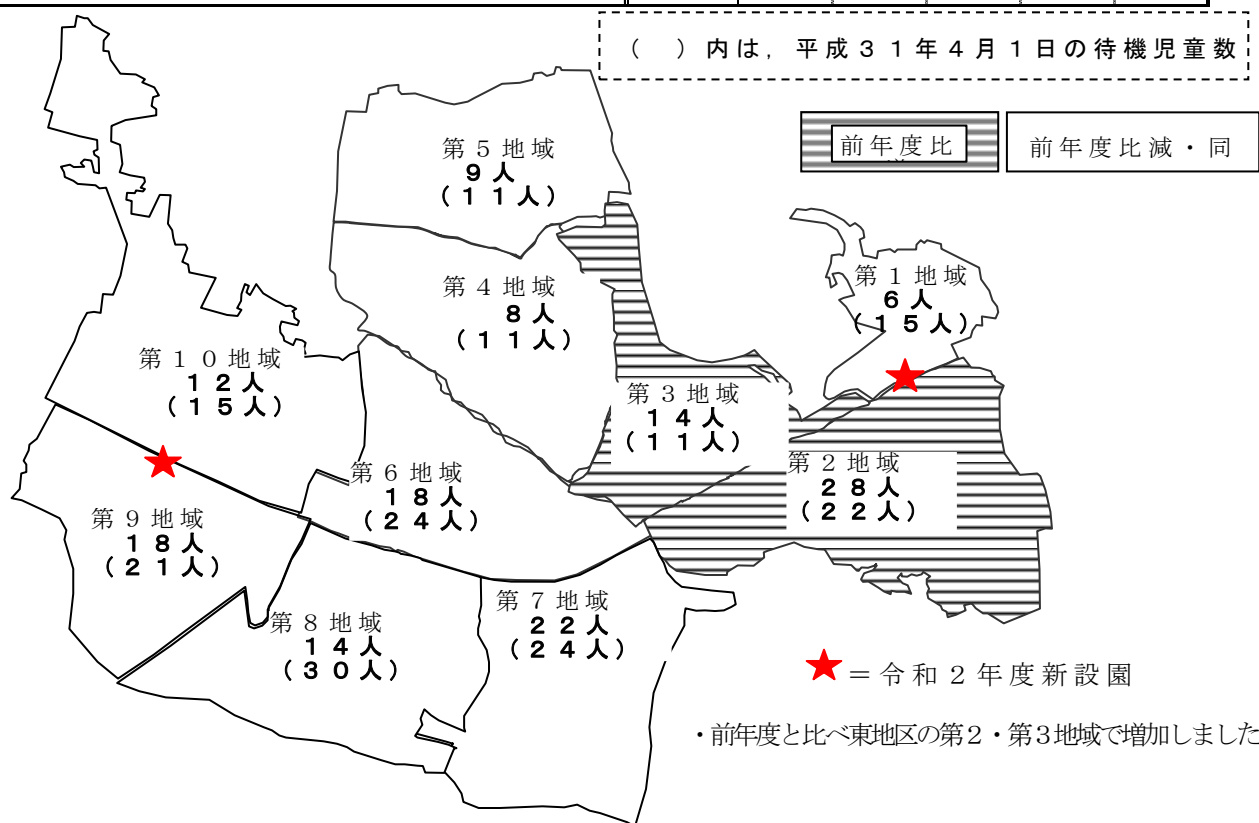 （　）内は，平成３１年４月１日の待機児童数
前年度比
前年度比減・同
第５地域
９人
（１１人）
第４地域
８人
（１１人）
第１地域
６人
（１５人）
第１０地域
１２人
（１５人）
第３地域
１４人
（１１人）
第２地域
２８人
（２２人）
第６地域
１８人
（２４人）
第９地域
１８人
（２１人）
第８地域
１４人
（３０人）
第７地域
２２人
（２４人）
★＝令和２年度新設園
・前年度と比べ東地区の第２・第３地域で増加しました